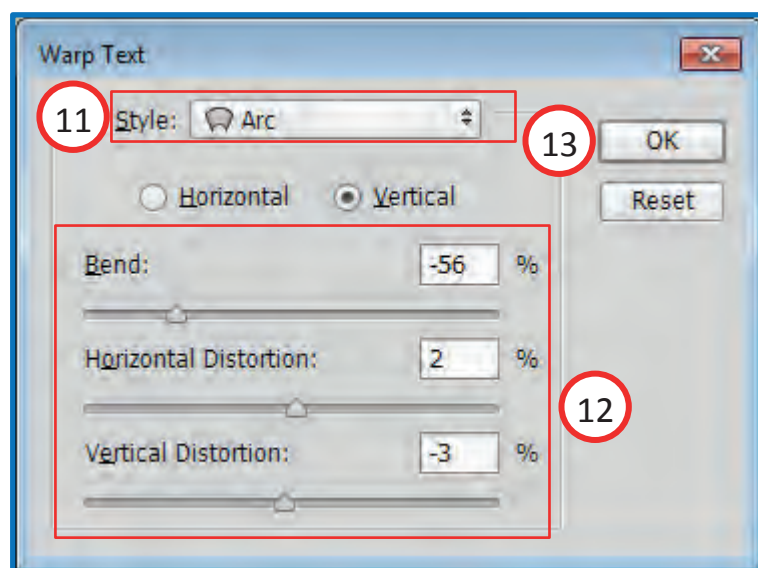 Warp Text
11 Style: Arc
13 OK
Horizontal Vertical Reset
Bend: -56 %
Horizontal Distortion: 2 %
12
Vertical Distortion: -3 %